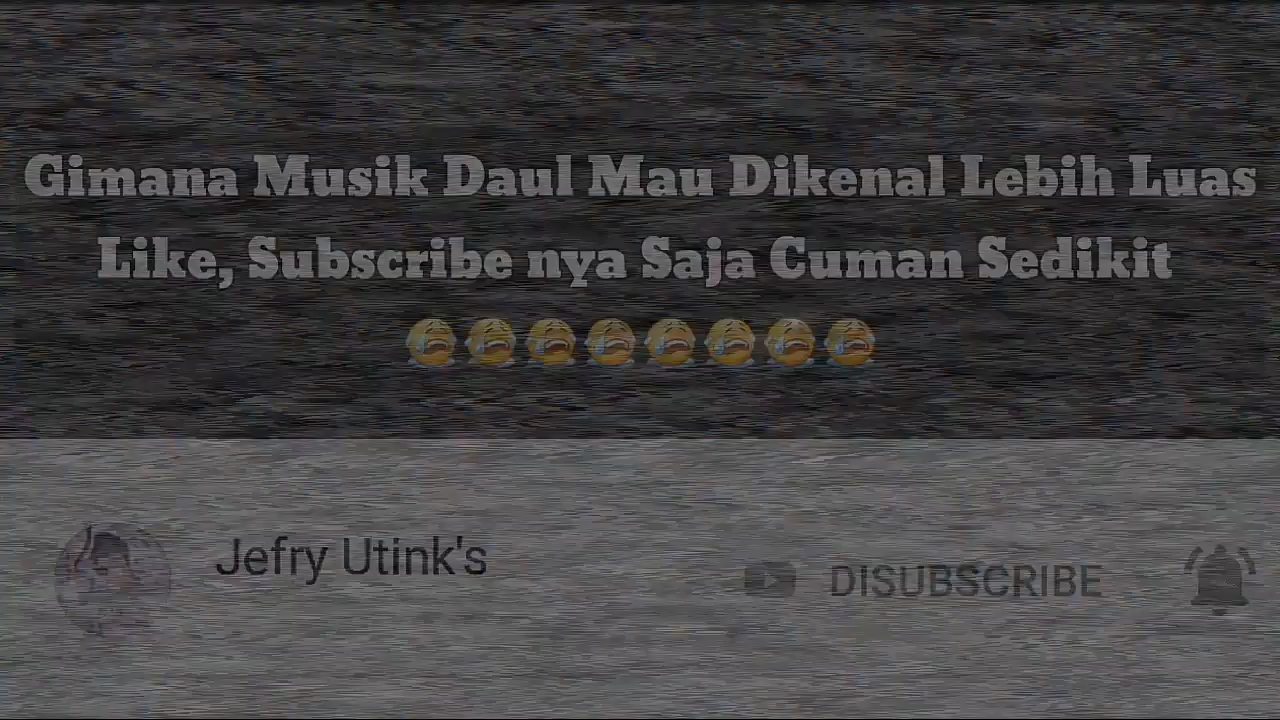 Gimana Musik Daul Mau Dikenal Lebih Luas
Like, Subscribe nya Saja Cuman Sedikit
😭😭😭😭😭😭😭😭
Jefry Utink's
DISUBSCRIBE